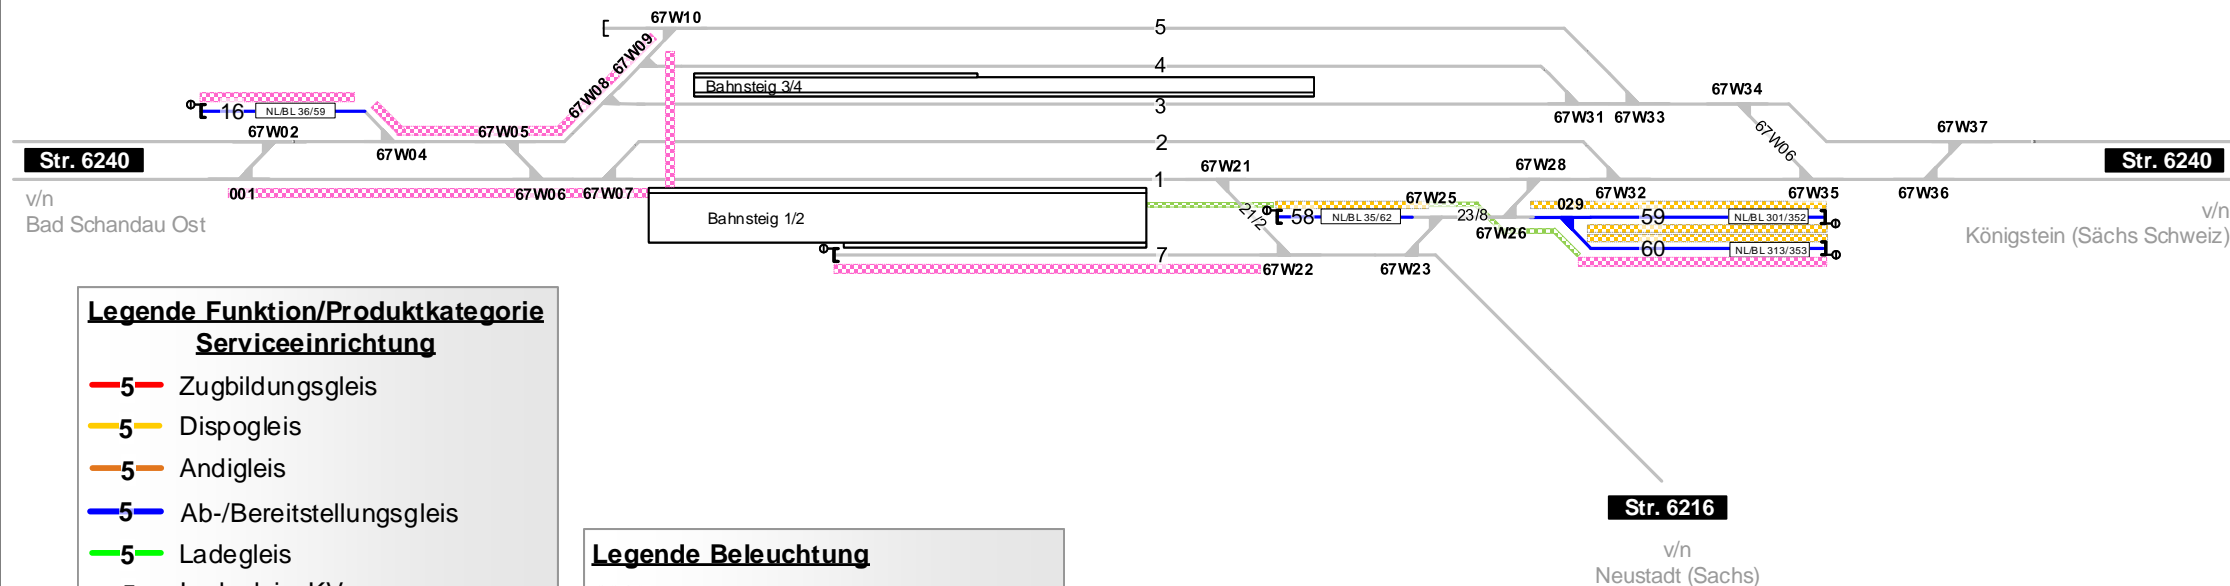 67W10
5
67W09
4
Bahnsteig 3/4
67W34
67W08
3
16
NL/BL 36/59
67W31
67W33
67W02
67W05
67W06
67W37
67W04
2
Str. 6240
67W21
67W28
Str. 6240
1
v/n
Bad Schandau Ost
001
67W06
67W07
67W25
67W32
67W35
67W36
029
Bahnsteig 1/2
21/2
58
NL/BL 35/62
23/8
59
NL/BL 301/352
v/n
Königstein (Sächs Schweiz)
67W26
60
NL/BL 313/353
7
67W22
67W23
Legende Funktion/Produktkategorie
Serviceeinrichtung
5 Zugbildungsgleis
5 Dispogleis
5 Andigleis
5 Ab-/Bereitstellungsgleis
5 Ladegleis
Legende Beleuchtung
Str. 6216
v/n
Neustadt (Sachs)